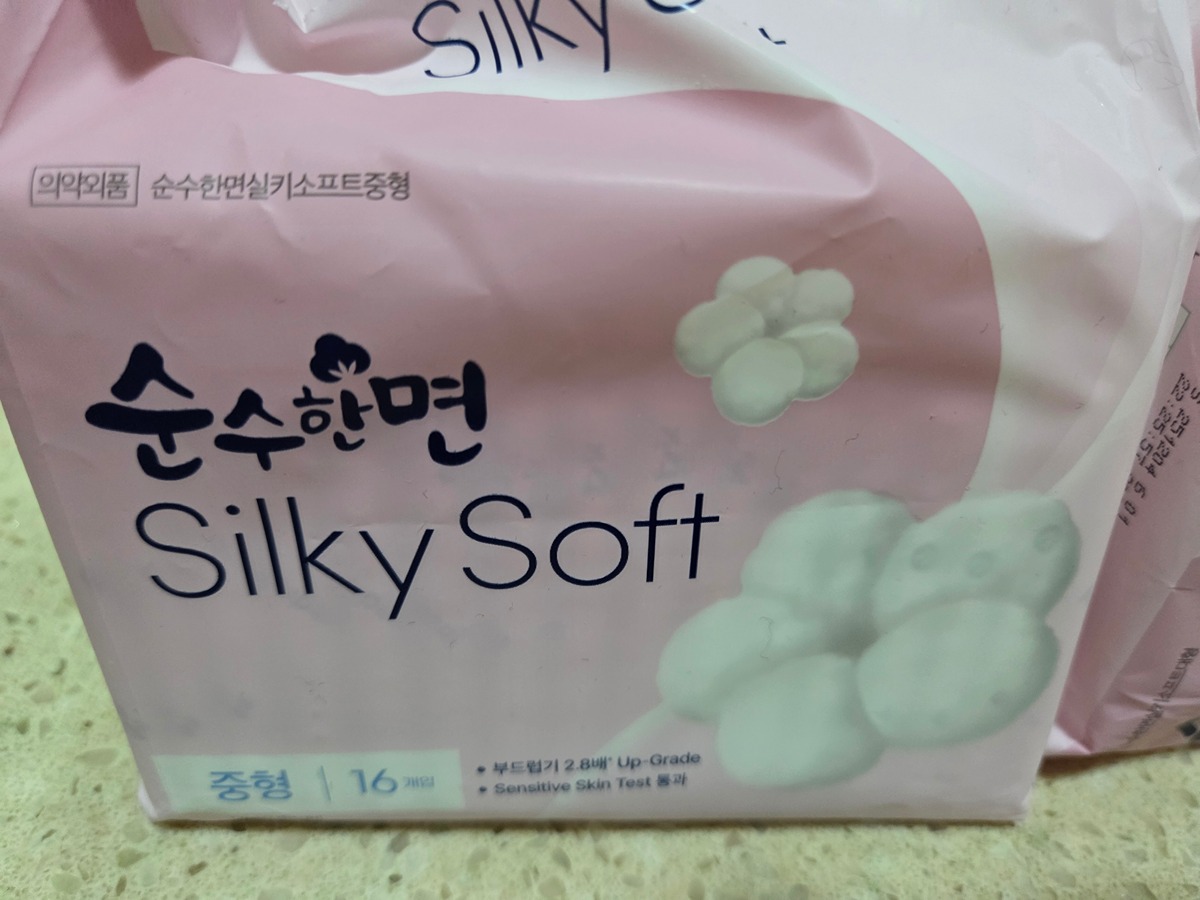 Silky
의약외품 순수한면실키소프트중형
순수한면
Silky Soft
중형 | 16 개입
• 부드럽기 2.8배* Up-Grade
• Sensitive Skin Test 통과